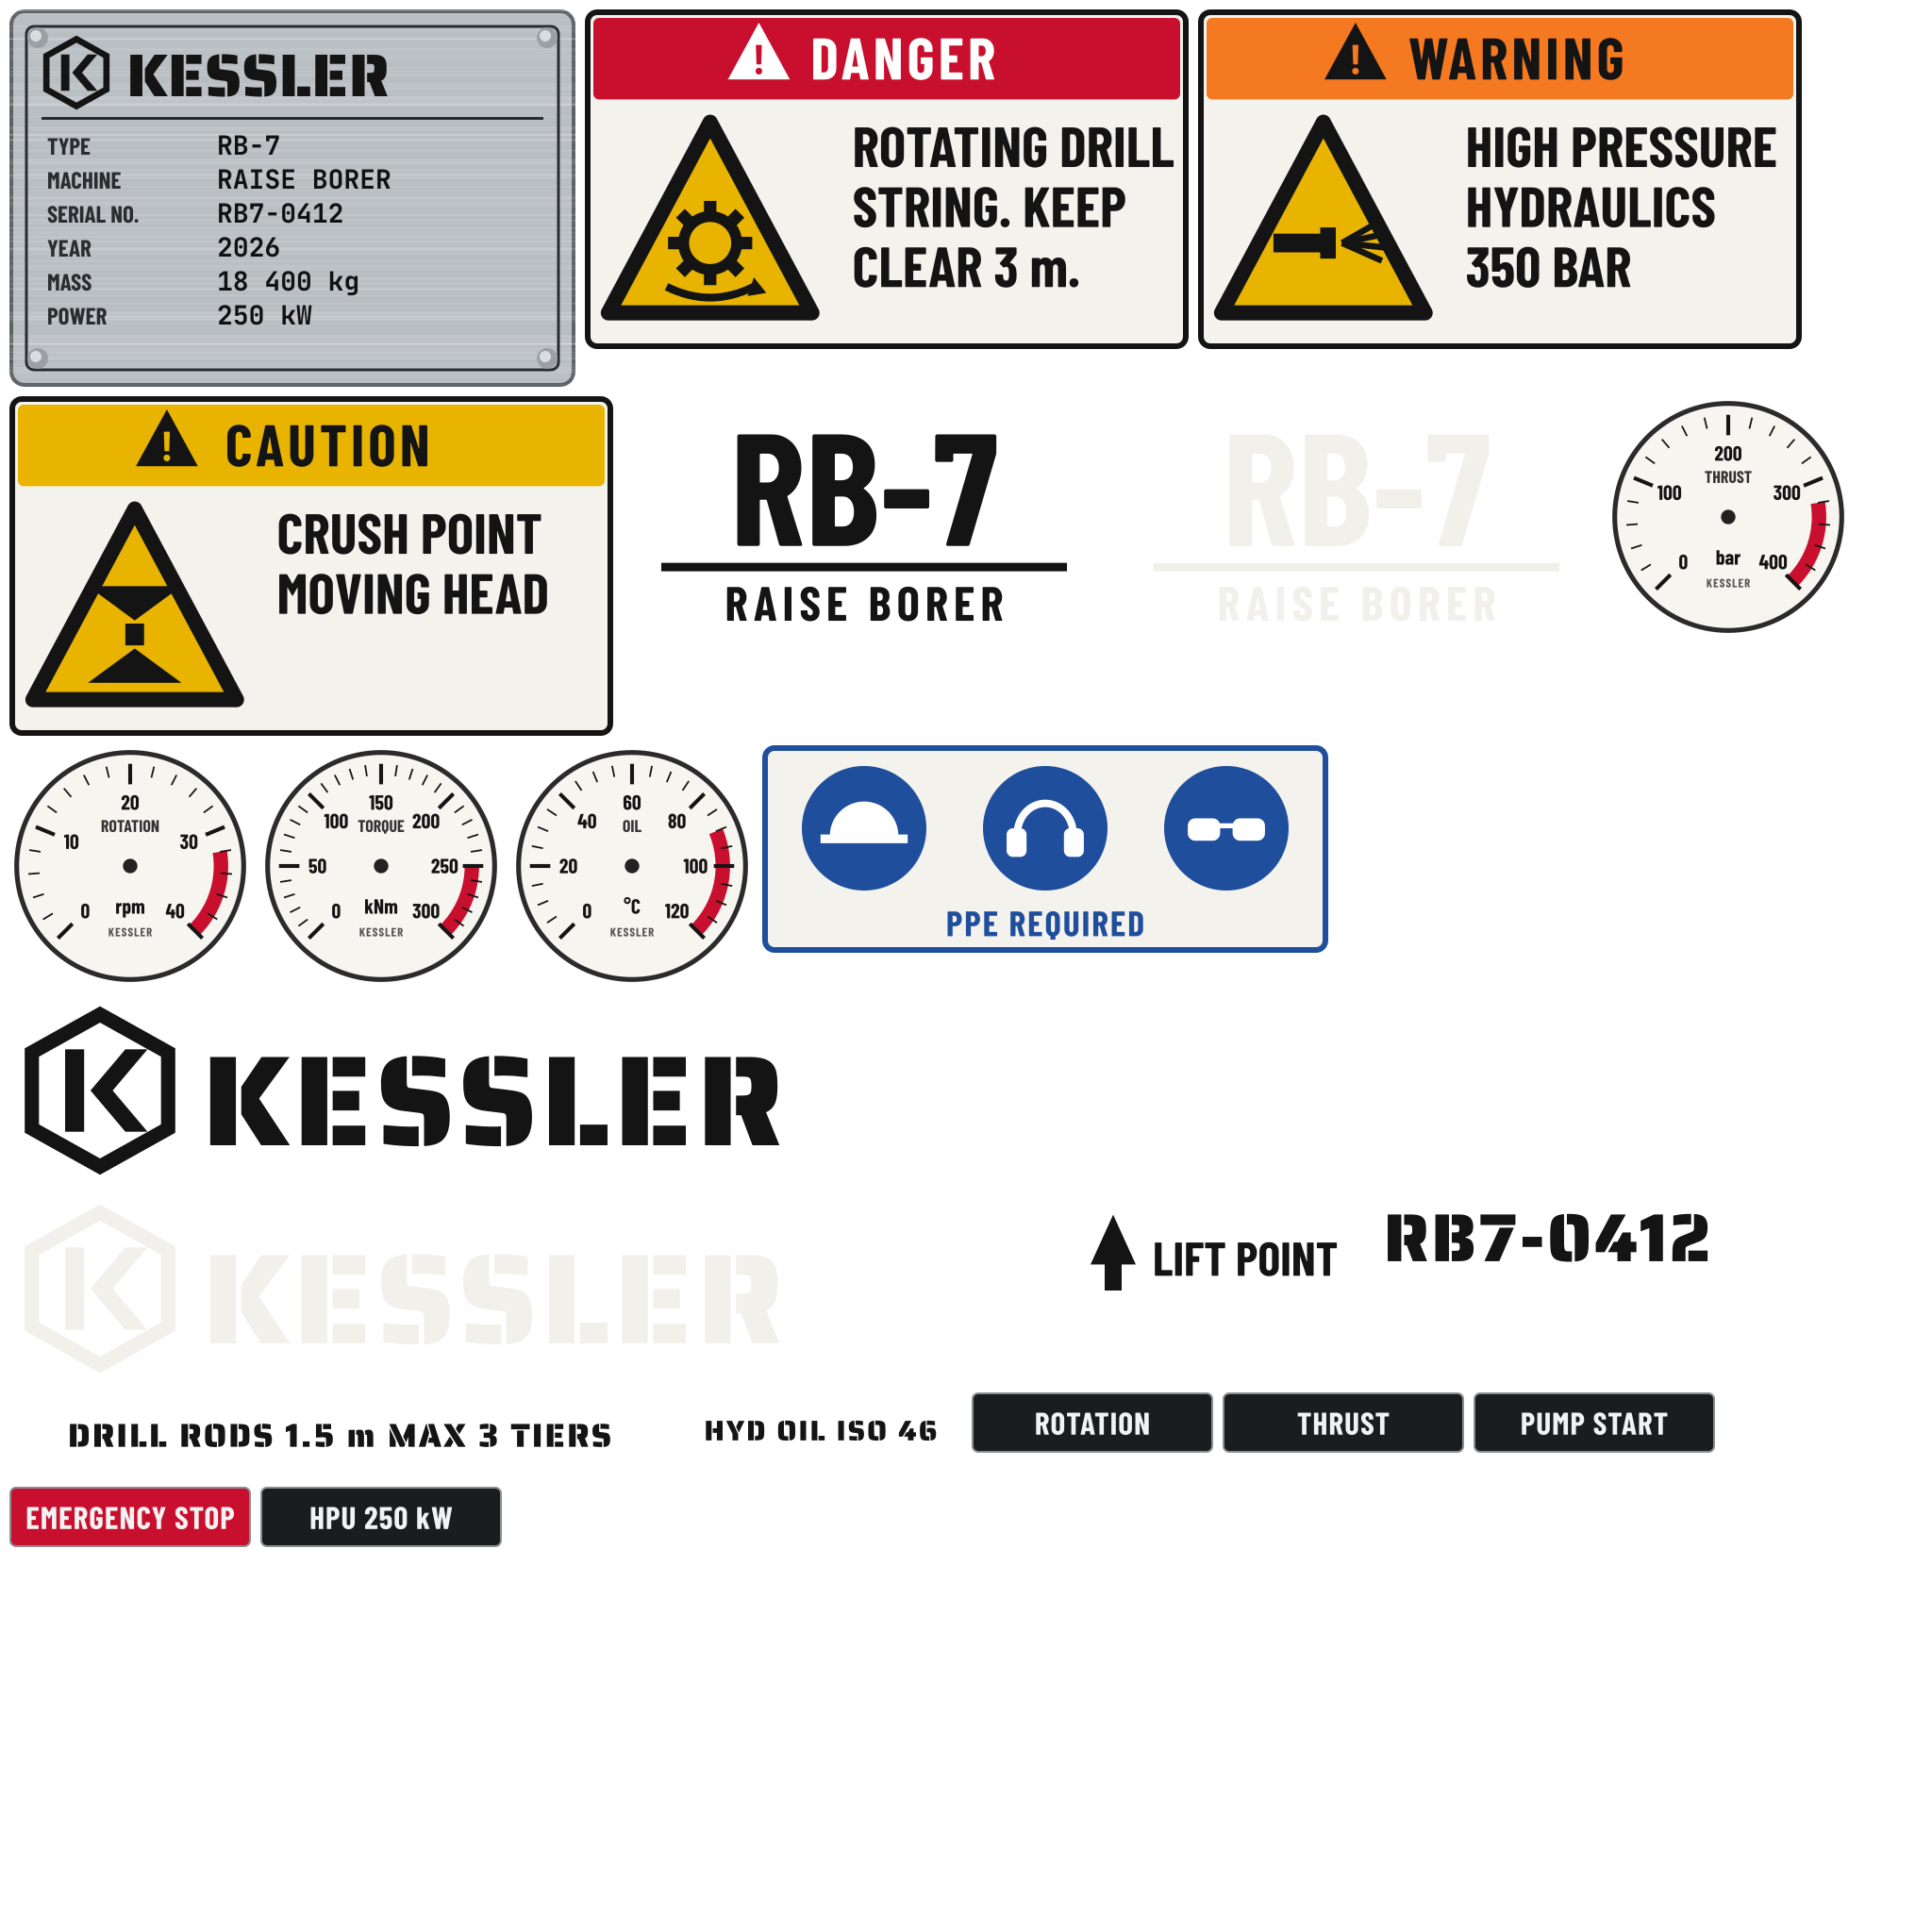 KESSLER
TYPE RB-7
MACHINE RAISE BORER
SERIAL NO. RB7-0412
YEAR 2026
MASS 18 400 kg
POWER 250 kW
! DANGER
ROTATING DRILL
STRING. KEEP
CLEAR 3 m.
! WARNING
HIGH PRESSURE
HYDRAULICS
350 BAR
! CAUTION
CRUSH POINT
MOVING HEAD
RB-7
RAISE BORER
RB-7
RAISE BORER
200
THRUST
100 300
0 bar 400
KESSLER
20
ROTATION
10 30
0 rpm 40
KESSLER
150
100 TORQUE 200
50 250
0 kNm 300
KESSLER
60
40 OIL 80
20 100
0 °C 120
KESSLER
PPE REQUIRED
K KESSLER
K KESSLER
LIFT POINT
RB7-0412
DRILL RODS 1.5 m MAX 3 TIERS
HYD OIL ISO 46
ROTATION
THRUST
PUMP START
EMERGENCY STOP
HPU 250 kW